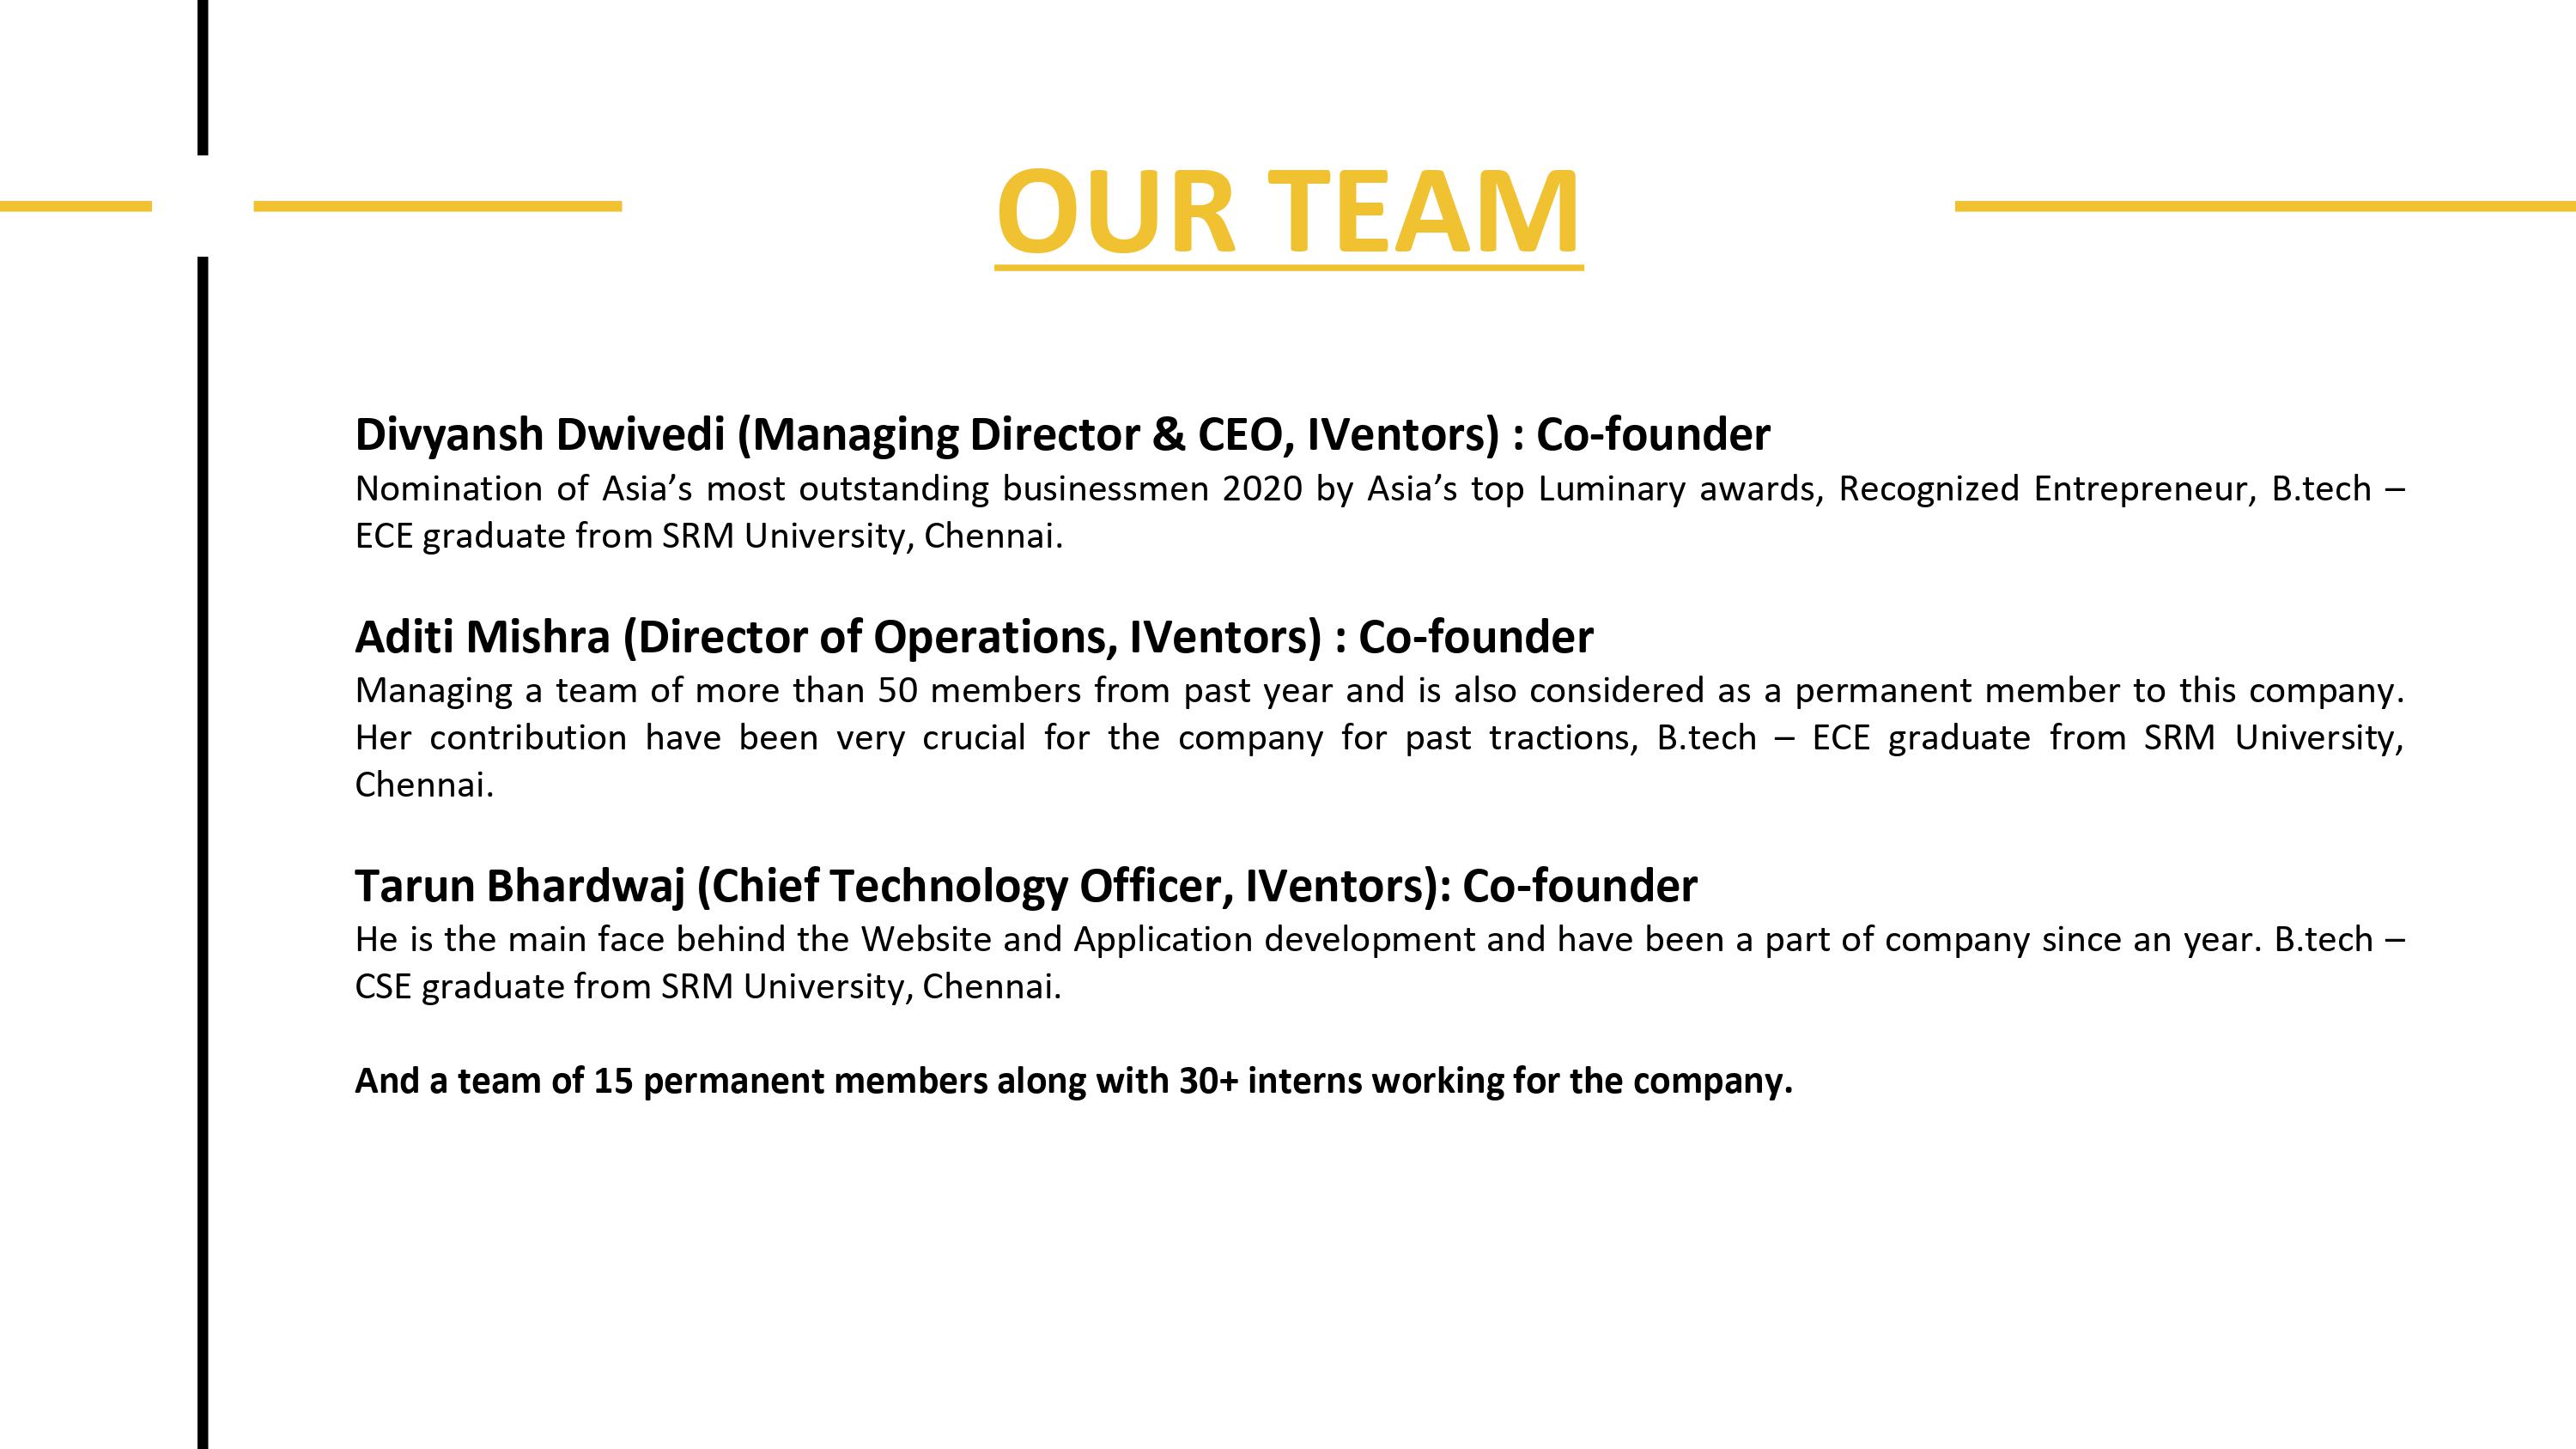 OUR TEAM
Divyansh Dwivedi (Managing Director & CEO, IVentors) : Co-founder
Nomination of Asia’s most outstanding businessmen 2020 by Asia’s top Luminary awards, Recognized Entrepreneur, B.tech –
ECE graduate from SRM University, Chennai.
Aditi Mishra (Director of Operations, IVentors) : Co-founder
Managing a team of more than 50 members from past year and is also considered as a permanent member to this company.
Her contribution have been very crucial for the company for past tractions, B.tech – ECE graduate from SRM University,
Chennai.
Tarun Bhardwaj (Chief Technology Officer, IVentors): Co-founder
He is the main face behind the Website and Application development and have been a part of company since an year. B.tech –
CSE graduate from SRM University, Chennai.
And a team of 15 permanent members along with 30+ interns working for the company.